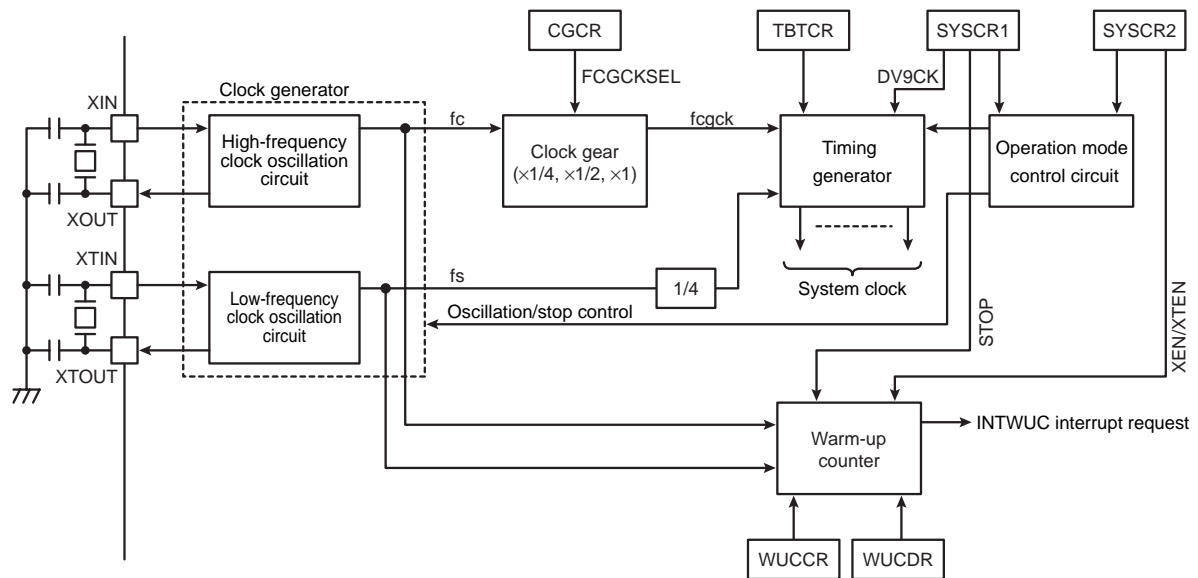 CGCR
TBTCR
SYSCR1
SYSCR2
FCGCKSEL
DV9CK
Clock generator
XIN
High-frequency
clock oscillation
circuit
fc
Clock gear
(×1/4, ×1/2, ×1)
fcgck
Timing
generator
Operation mode
control circuit
XOUT
XTIN
Low-frequency
clock oscillation
circuit
fs
1/4
System clock
Oscillation/stop control
STOP
XEN/XTEN
XTOUT
Warm-up
counter
INTWUC interrupt request
WUCCR
WUCDR